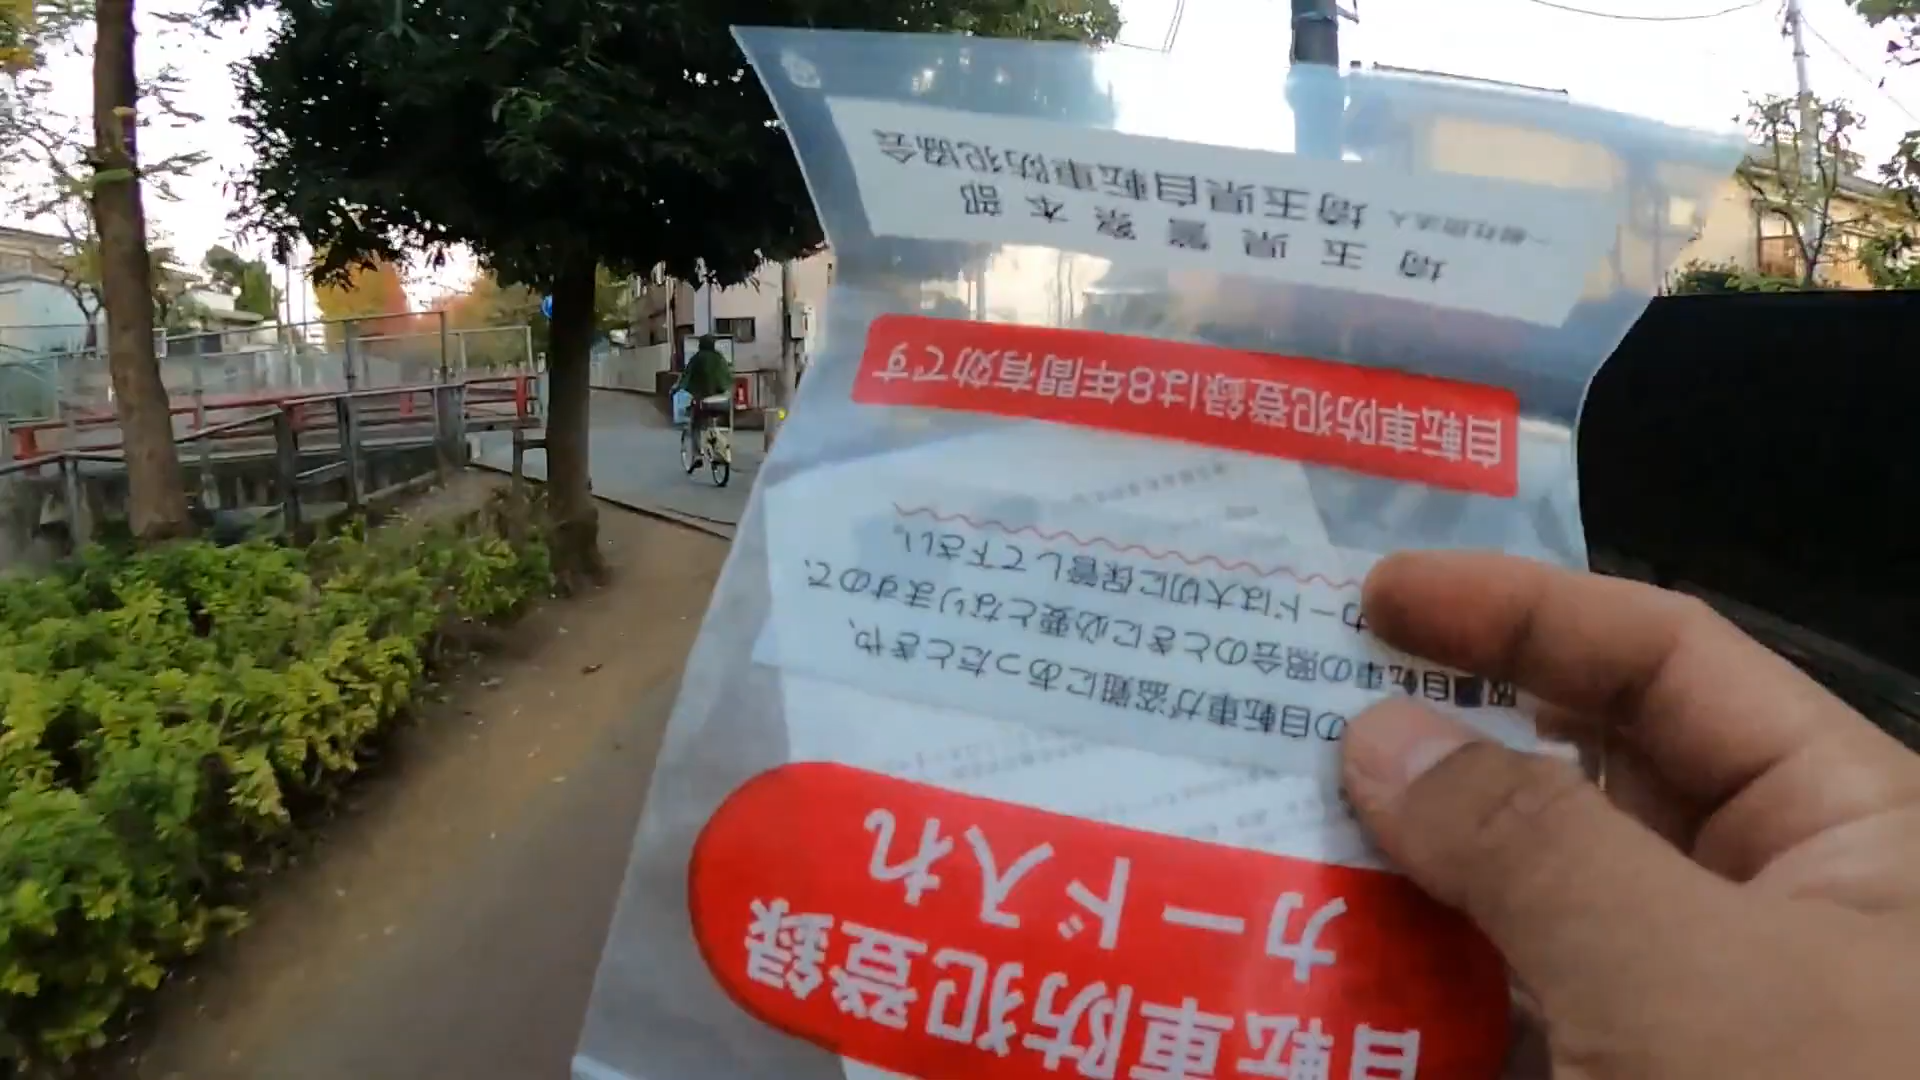 自転車防犯登録
カード入れ
の自転車が盗難にあったときや、
自転車の照会のときに必要となりますので、
カードは大切に保管して下さい。
自転車防犯登録は8年間有効です
埼玉県警察本部
一般社団法人 埼玉県自転車防犯協会